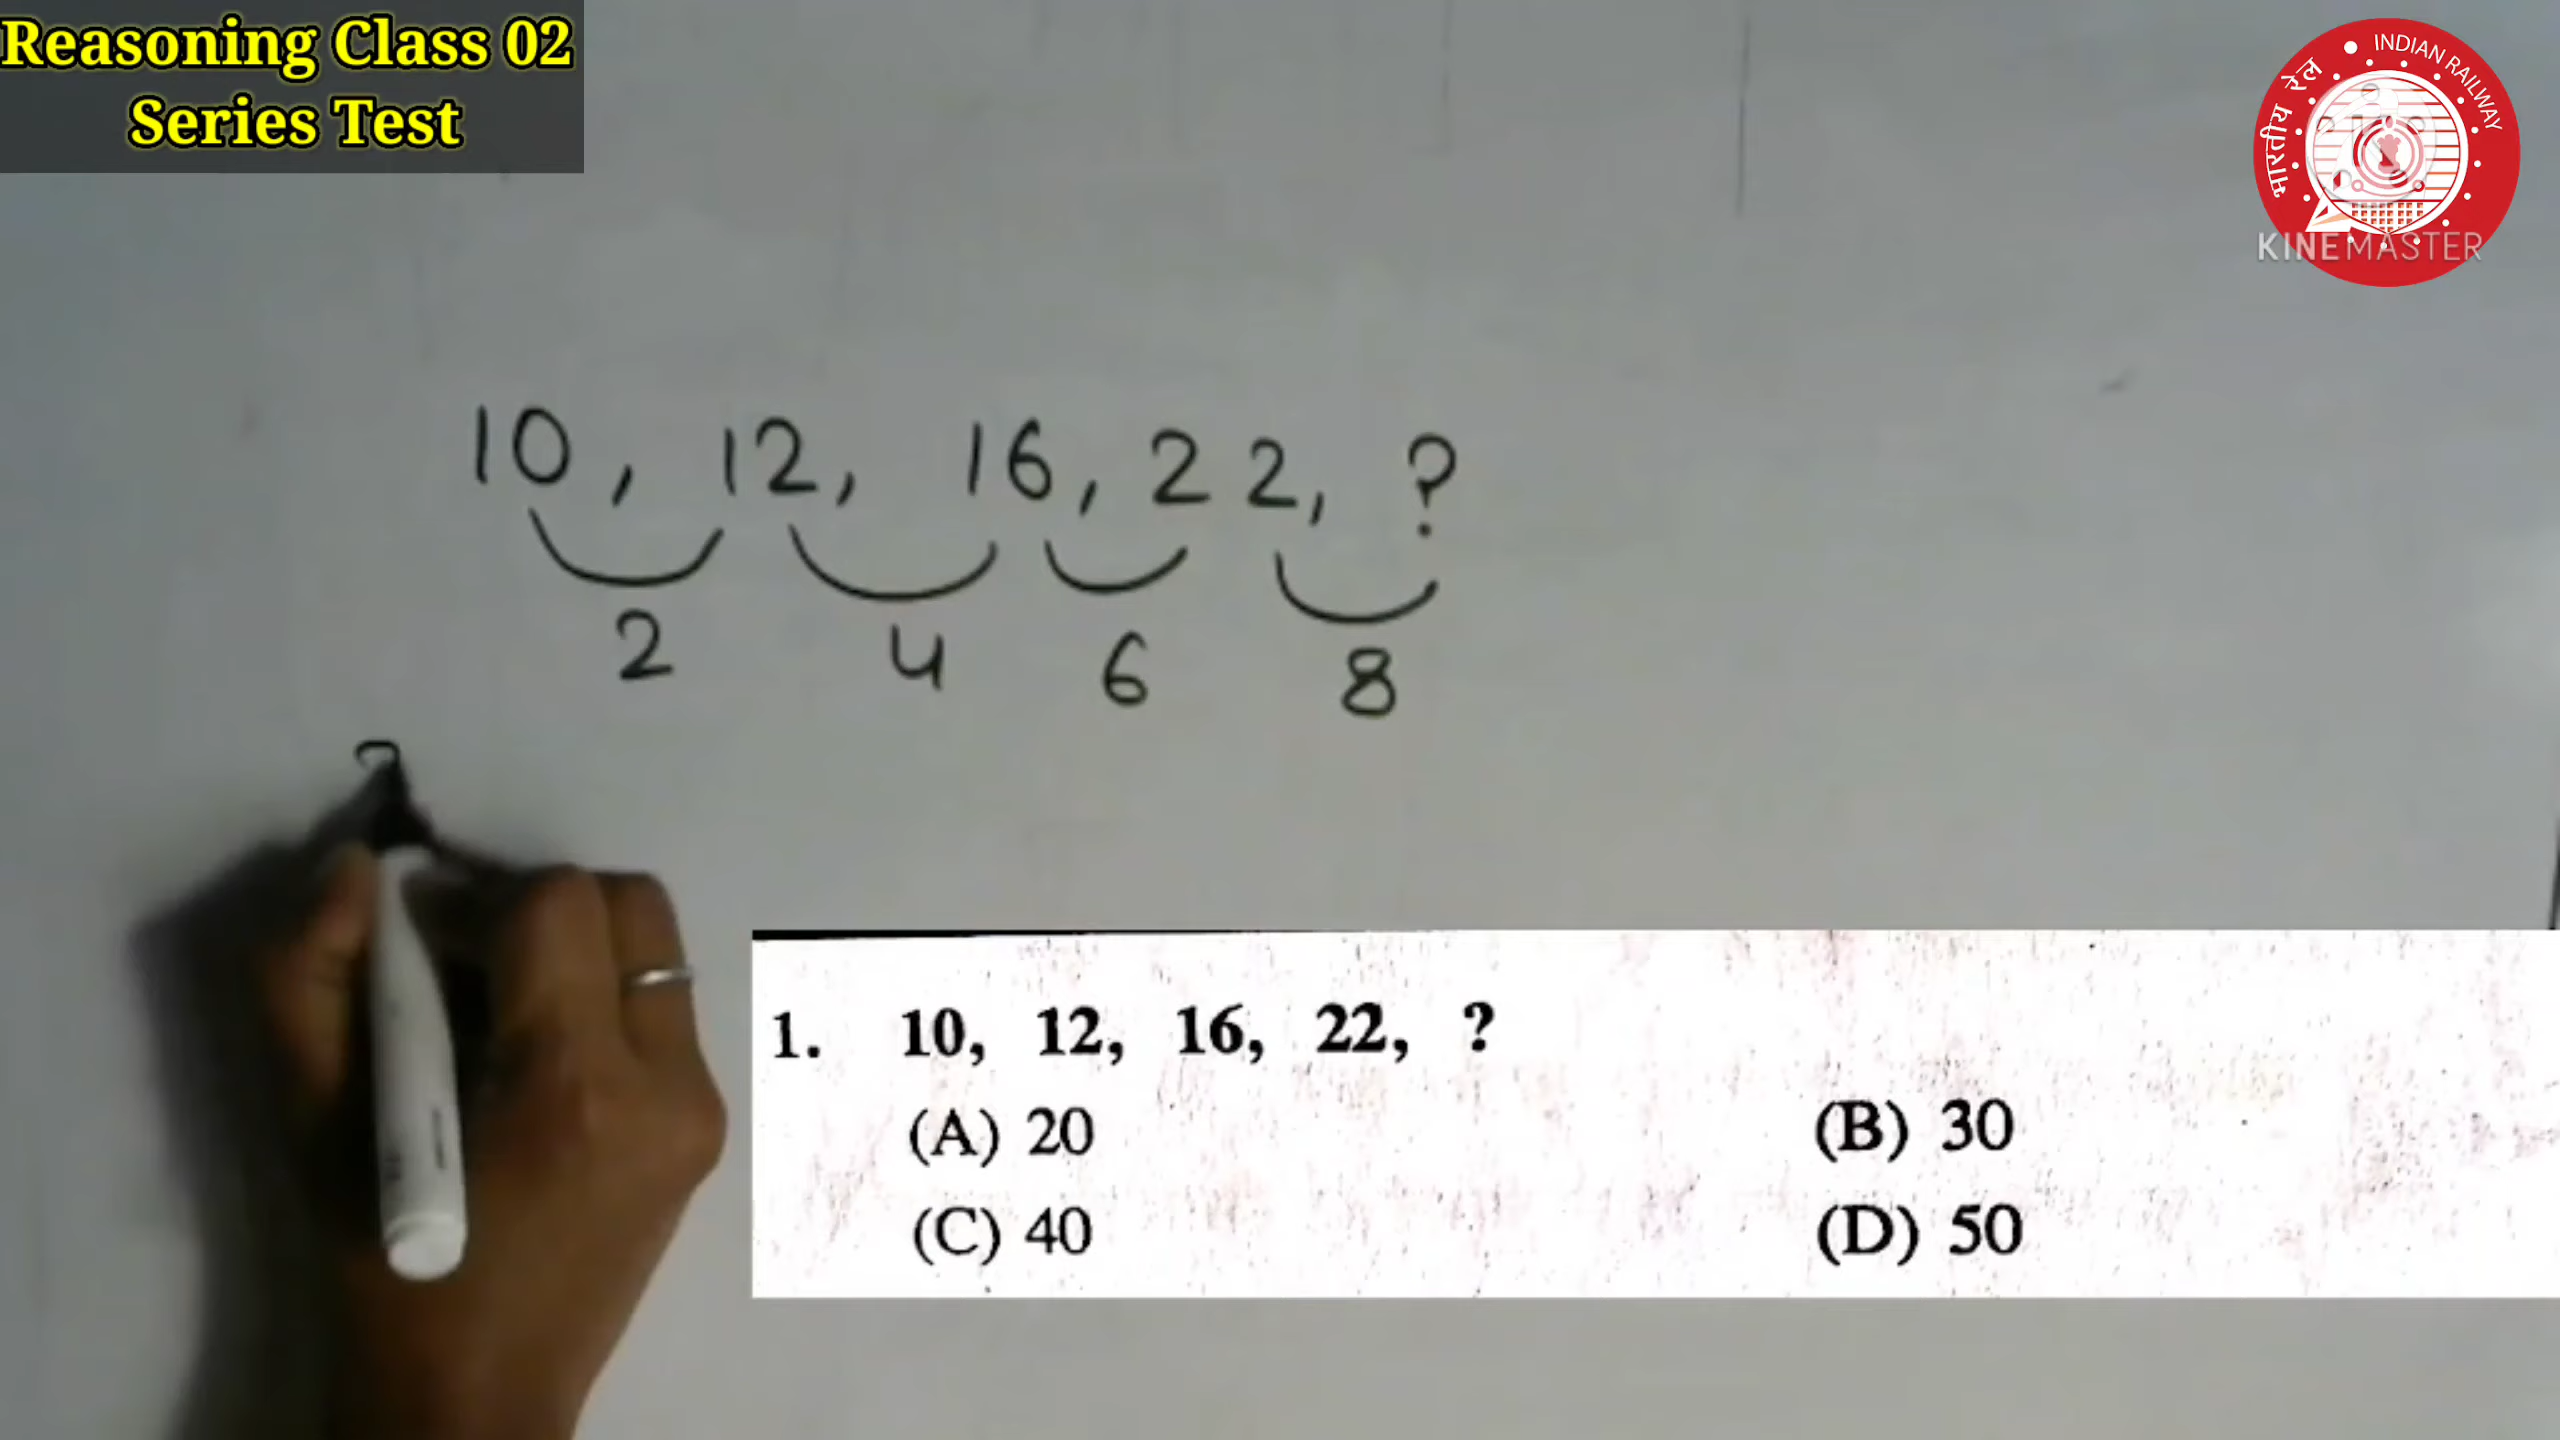 Reasoning Class 02
Series Test
भारतीय रेल INDIAN RAILWAY
KINEMASTER
10, 12, 16, 22, ?
2 4 6 8
1. 10, 12, 16, 22, ?
(A) 20 (B) 30
(C) 40 (D) 50